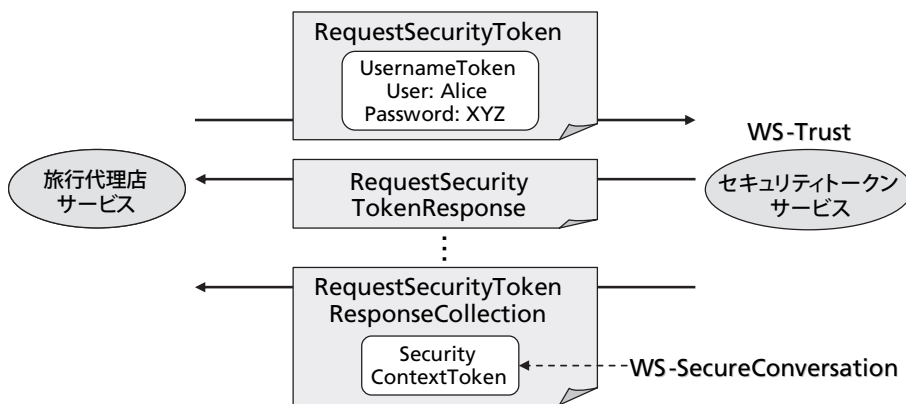 RequestSecurityToken
UsernameToken
User: Alice
Password: XYZ
WS-Trust
旅行代理店
サービス
RequestSecurity
TokenResponse
セキュリティトークン
サービス
RequestSecurityToken
ResponseCollection
Security
ContextToken
WS-SecureConversation